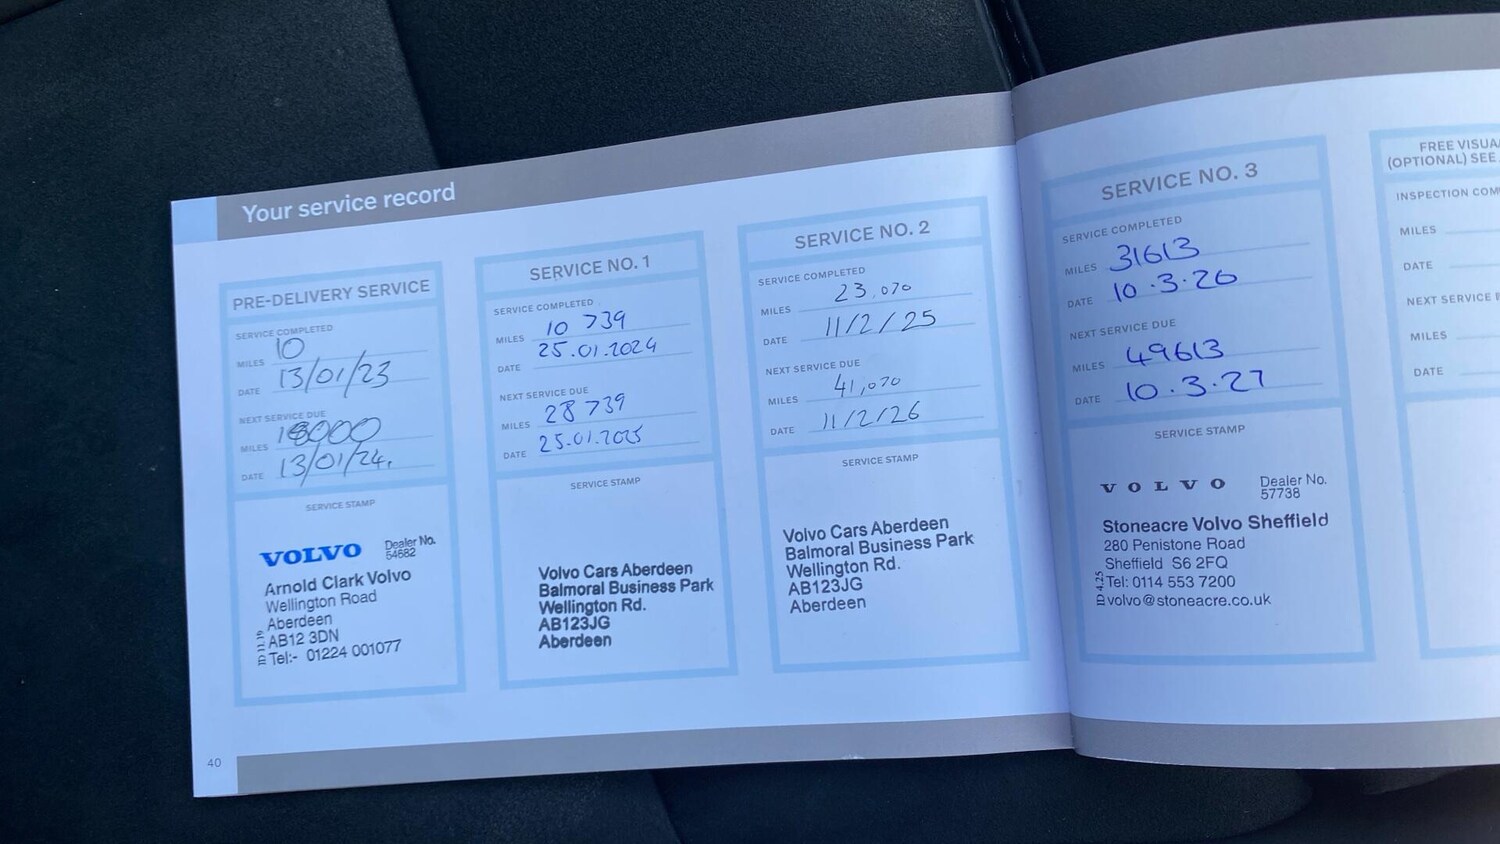 Your service record
PRE-DELIVERY SERVICE
SERVICE COMPLETED
MILES 10
DATE 13/01/23
NEXT SERVICE DUE
MILES 18000
DATE 13/01/24.
SERVICE STAMP
VOLVO Dealer No.
54682
Arnold Clark Volvo
Wellington Road
Aberdeen
AB12 3DN
Tel:- 01224 001077
SERVICE NO. 1
SERVICE COMPLETED
MILES 10 739
DATE 25.01.2024
NEXT SERVICE DUE
MILES 28 739
DATE 25.01.2025
SERVICE STAMP
Volvo Cars Aberdeen
Balmoral Business Park
Wellington Rd.
AB123JG
Aberdeen
SERVICE NO. 2
SERVICE COMPLETED
MILES 23,070
DATE 11/2/25
NEXT SERVICE DUE
MILES 41,070
DATE 11/2/26
SERVICE STAMP
Volvo Cars Aberdeen
Balmoral Business Park
Wellington Rd.
AB123JG
Aberdeen
40
SERVICE NO. 3
SERVICE COMPLETED
MILES 31613
DATE 10.3.26
NEXT SERVICE DUE
MILES 49613
DATE 10.3.27
SERVICE STAMP
VOLVO Dealer No.
57738
Stoneacre Volvo Sheffield
280 Penistone Road
Sheffield S6 2FQ
Tel: 0114 553 7200
volvo@stoneacre.co.uk
ID 4.25
FREE
(OPTIONAL) SEE
INSPECTION
MILES
DATE
NEXT SERVICE
MILES
DATE